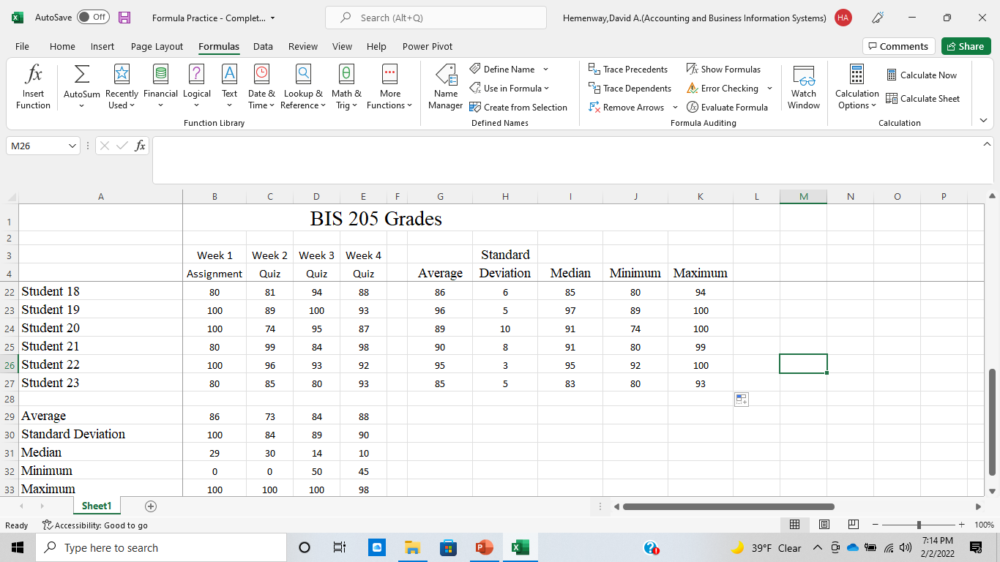 AutoSave Off Formula Practice - Complet... Search (Alt+Q) Hemenway,David A.(Accounting and Business Information Systems) HA
File Home Insert Page Layout Formulas Data Review View Help Power Pivot Comments Share
Insert Function AutoSum Recently Used Financial Logical Text Date & Time Lookup & Reference Math & Trig More Functions
Function Library
Name Manager
Define Name
Use in Formula
Create from Selection
Defined Names
Trace Precedents Show Formulas
Trace Dependents Error Checking
Remove Arrows Evaluate Formula
Formula Auditing
Watch Window
Calculation Options
Calculate Now
Calculate Sheet
Calculation
M26 fx
A B C D E F G H I J K L M N O P
1 BIS 205 Grades
2
3 Week 1 Week 2 Week 3 Week 4 Standard
4 Assignment Quiz Quiz Quiz Average Deviation Median Minimum Maximum
22 Student 18 80 81 94 88 86 6 85 80 94
23 Student 19 100 89 100 93 96 5 97 89 100
24 Student 20 100 74 95 87 89 10 91 74 100
25 Student 21 80 99 84 98 90 8 91 80 99
26 Student 22 100 96 93 92 95 3 95 92 100
27 Student 23 80 85 80 93 85 5 83 80 93
28
29 Average 86 73 84 88
30 Standard Deviation 100 84 89 90
31 Median 29 30 14 10
32 Minimum 0 0 50 45
33 Maximum 100 100 100 98
Sheet1
Ready Accessibility: Good to go 100%
Type here to search 39°F Clear 7:14 PM
2/2/2022